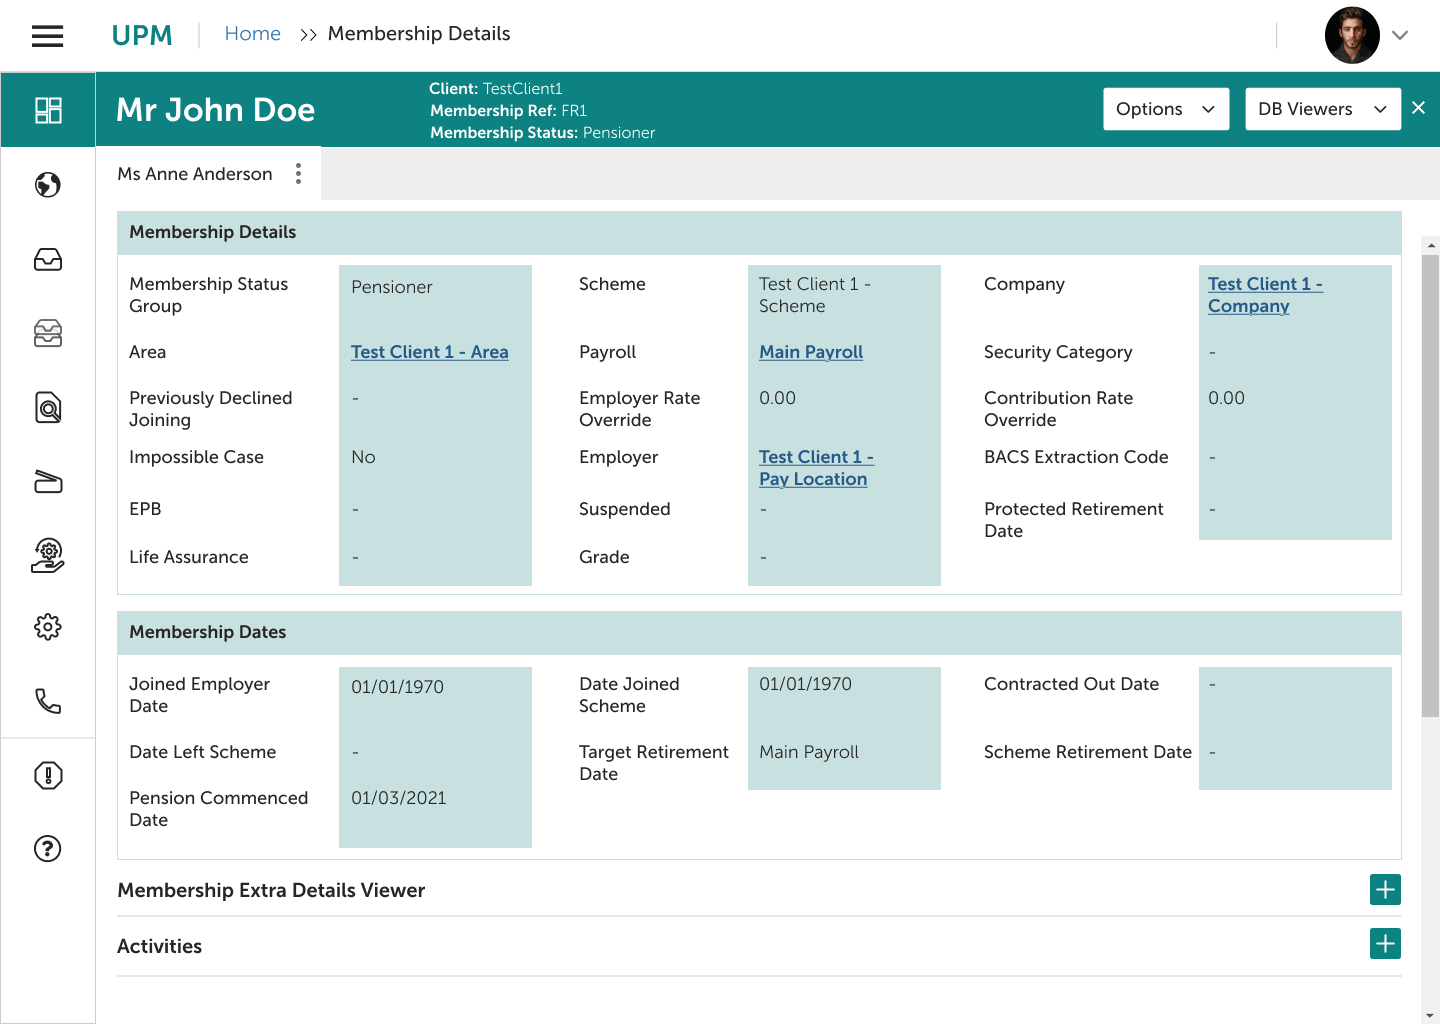 UPM
Home >> Membership Details
Mr John Doe
Client: TestClient1
Membership Ref: FR1
Membership Status: Pensioner
Options
DB Viewers
Ms Anne Anderson
Membership Details
Membership Status
Group
Pensioner
Scheme
Test Client 1 -
Scheme
Company
Test Client 1 -
Company
Area
Test Client 1 - Area
Payroll
Main Payroll
Security Category
-
Previously Declined
Joining
-
Employer Rate
Override
0.00
Contribution Rate
Override
0.00
Impossible Case
No
Employer
Test Client 1 -
Pay Location
BACS Extraction Code
-
EPB
-
Suspended
-
Protected Retirement
Date
-
Life Assurance
-
Grade
-
Membership Dates
Joined Employer
Date
01/01/1970
Date Joined
Scheme
01/01/1970
Contracted Out Date
-
Date Left Scheme
-
Target Retirement
Date
Main Payroll
Scheme Retirement Date
-
Pension Commenced
Date
01/03/2021
Membership Extra Details Viewer
Activities